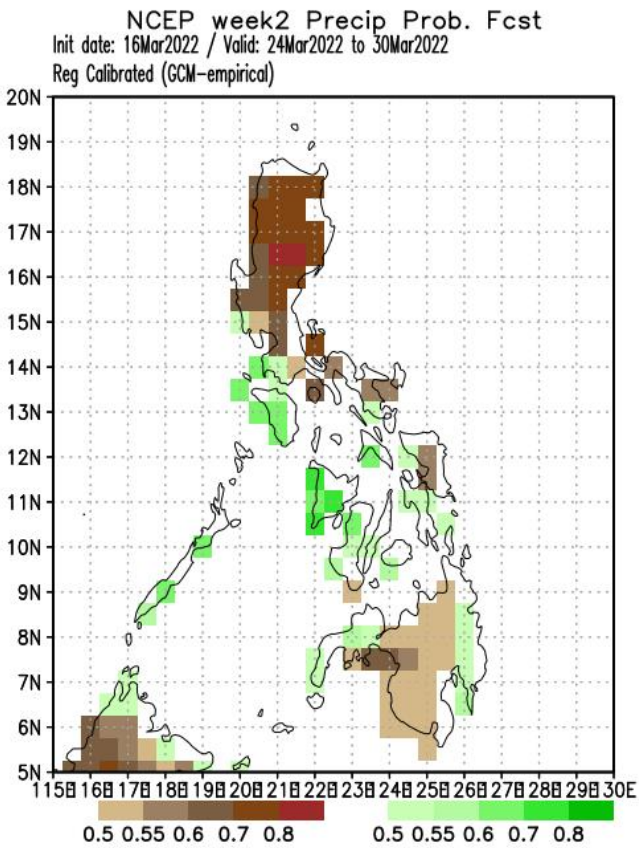 NCEP week2 Precip Prob. Fcst
Init date: 16Mar2022 / Valid: 24Mar2022 to 30Mar2022
Reg Calibrated (GCM-empirical)
20N
19N
18N
17N
16N
15N
14N
13N
12N
11N
10N
9N
8N
7N
6N
5N
115E 116E 117E 118E 119E 120E 121E 122E 123E 124E 125E 126E 127E 128E 129E 130E
0.5 0.55 0.6 0.7 0.8 0.5 0.55 0.6 0.7 0.8